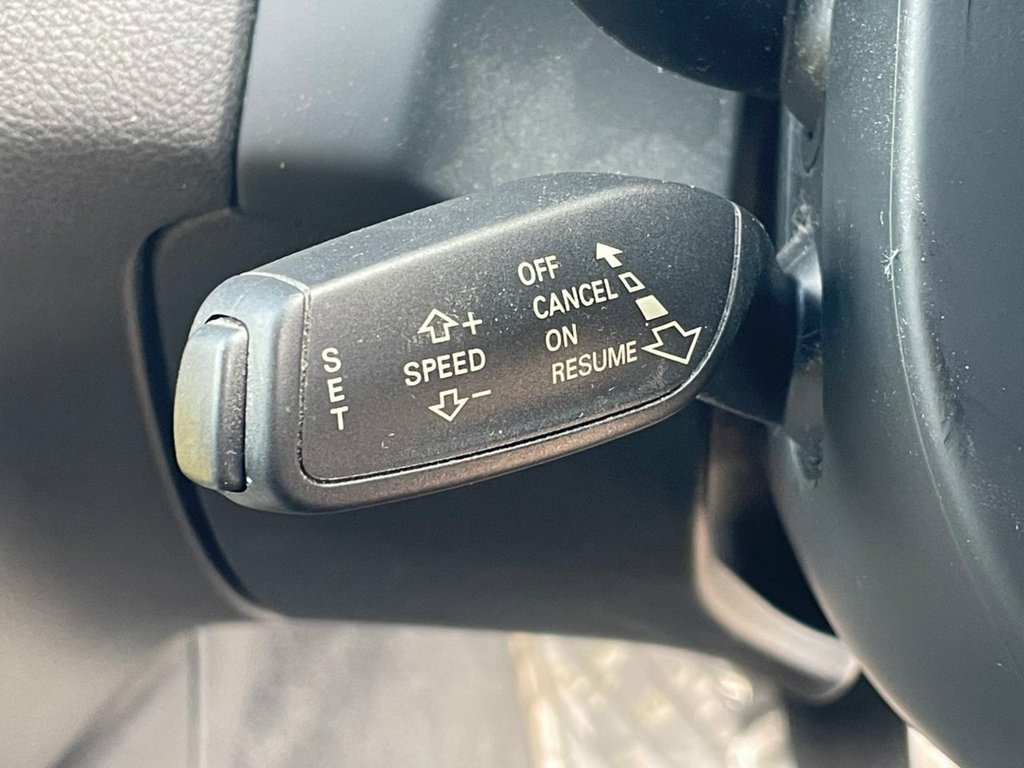 SET
+
SPEED
−
OFF
CANCEL
ON
RESUME